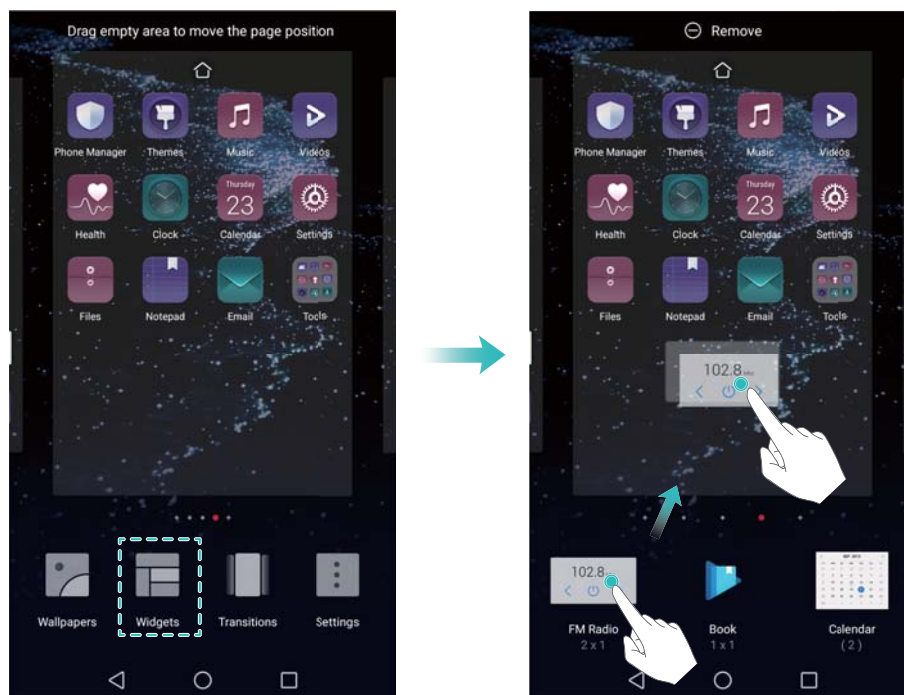 Drag empty area to move the page position
Phone Manager
Themes
Music
Videos
Thursday
23
Health
Clock
Calendar
Settings
Files
Notepad
Email
Tools
Wallpapers
Widgets
Transitions
Settings
Remove
Phone Manager
Themes
Music
Videos
Thursday
23
Health
Clock
Calendar
Settings
Files
Notepad
Email
Tools
102.8
102.8
FM Radio
2 x 1
Book
1 x 1
Calendar
( 2 )